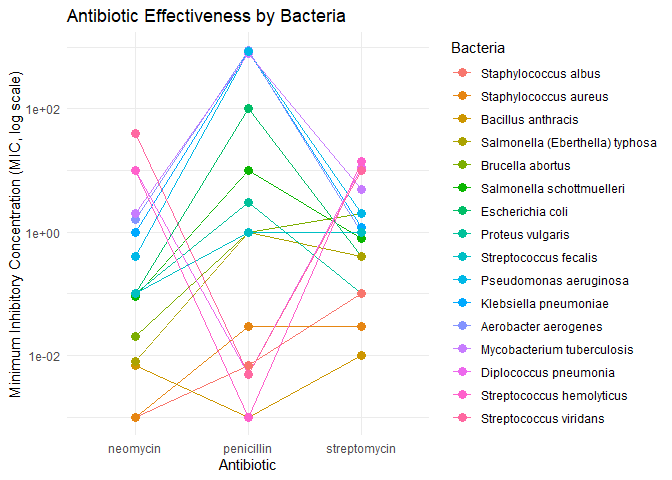 Antibiotic Effectiveness by Bacteria
Minimum Inhibitory Concentration (MIC, log scale)
1e+02
1e+00
1e-02
neomycin
penicillin
streptomycin
Antibiotic
Bacteria
Staphylococcus albus
Staphylococcus aureus
Bacillus anthracis
Salmonella (Eberthella) typhosa
Brucella abortus
Salmonella schottmuelleri
Escherichia coli
Proteus vulgaris
Streptococcus fecalis
Pseudomonas aeruginosa
Klebsiella pneumoniae
Aerobacter aerogenes
Mycobacterium tuberculosis
Diplococcus pneumonia
Streptococcus hemolyticus
Streptococcus viridans